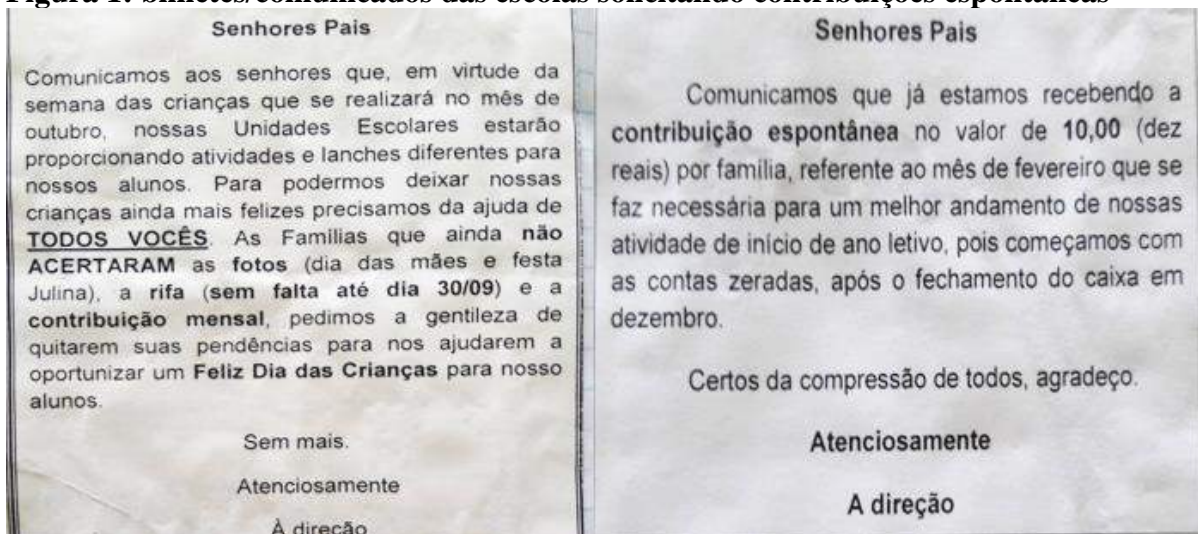 Figura 1: bilhetes/comunicados das escolas solicitando contribuições espontâneas
Senhores Pais
Comunicamos aos senhores que, em virtude da
semana das crianças que se realizará no mês de
outubro, nossas Unidades Escolares estarão
proporcionando atividades e lanches diferentes para
nossos alunos. Para podermos deixar nossas
crianças ainda mais felizes precisamos da ajuda de
TODOS VOCÊS. As Famílias que ainda não
ACERTARAM as fotos (dia das mães e festa
Julina), a rifa (sem falta até dia 30/09) e a
contribuição mensal, pedimos a gentileza de
quitarem suas pendências para nos ajudarem a
oportunizar um Feliz Dia das Crianças para nosso
alunos.
Sem mais.
Atenciosamente
À direção
Senhores Pais
Comunicamos que já estamos recebendo a
contribuição espontânea no valor de 10,00 (dez
reais) por família, referente ao mês de fevereiro que se
faz necessária para um melhor andamento de nossas
atividade de início de ano letivo, pois começamos com
as contas zeradas, após o fechamento do caixa em
dezembro.
Certos da compressão de todos, agradeço.
Atenciosamente
A direção